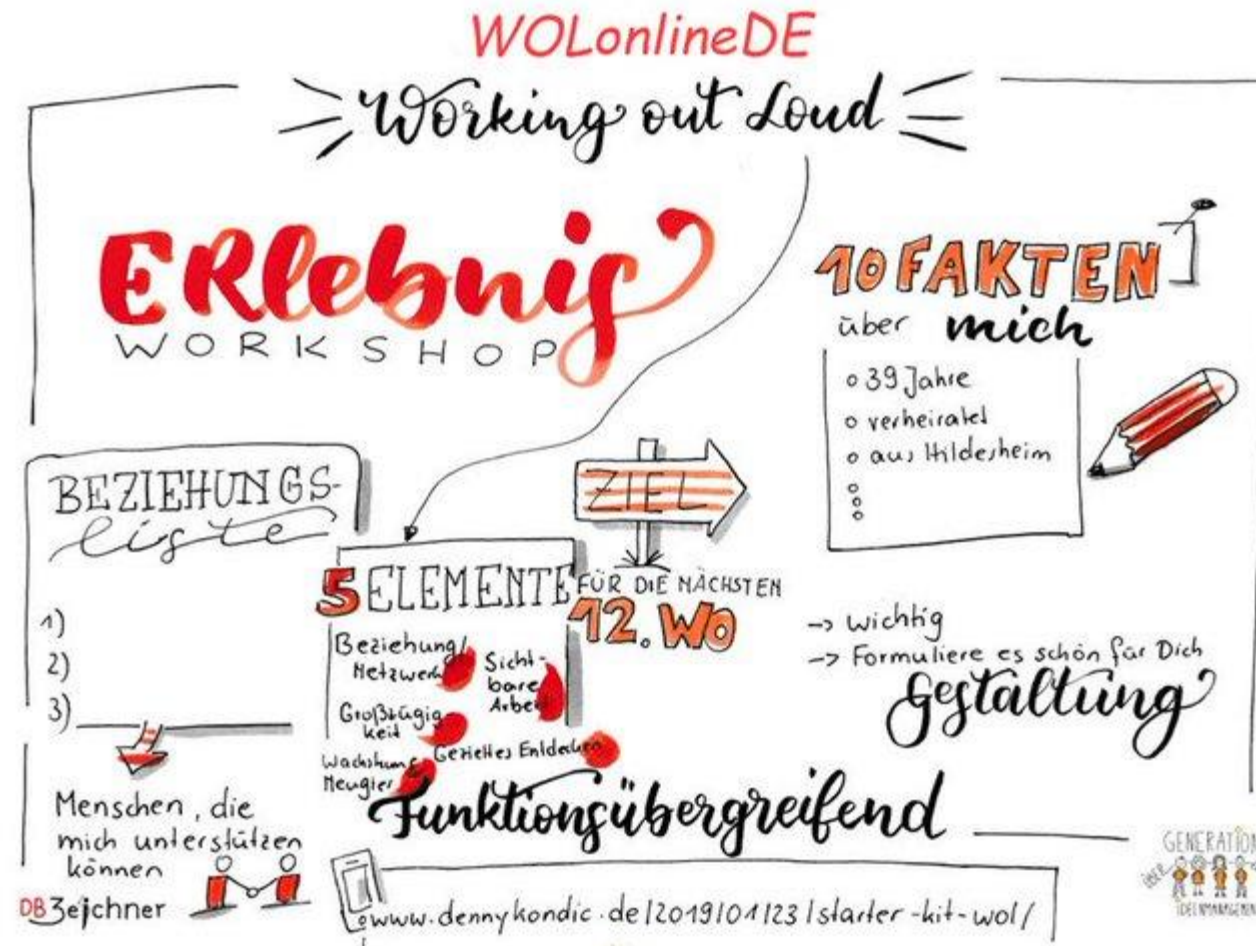 WOLonlineDE
Working out Loud
ERlebnis
WORKSHOP
10 FAKTEN
über mich
39 Jahre
verheiratet
aus Hildesheim
BEZIEHUNGS-
liste
1)
2)
3)
Menschen, die
mich unterstützen
können
ZIEL
FÜR DIE NÄCHSTEN
12. WO
5 ELEMENTE
Beziehung/
Netzwerk
Sicht-
bare
Arbeit
Großzügig
keit
Gezieltes Entdecken
Wachstum
Neugier
-> wichtig
-> Formuliere es schön für Dich
Gestaltung
Funktionsübergreifend
www.dennykondic.de/2019/01/23/starter-kit-wol/
DB Zeichner
GENERATION
über
IDEENMANAGEMEN